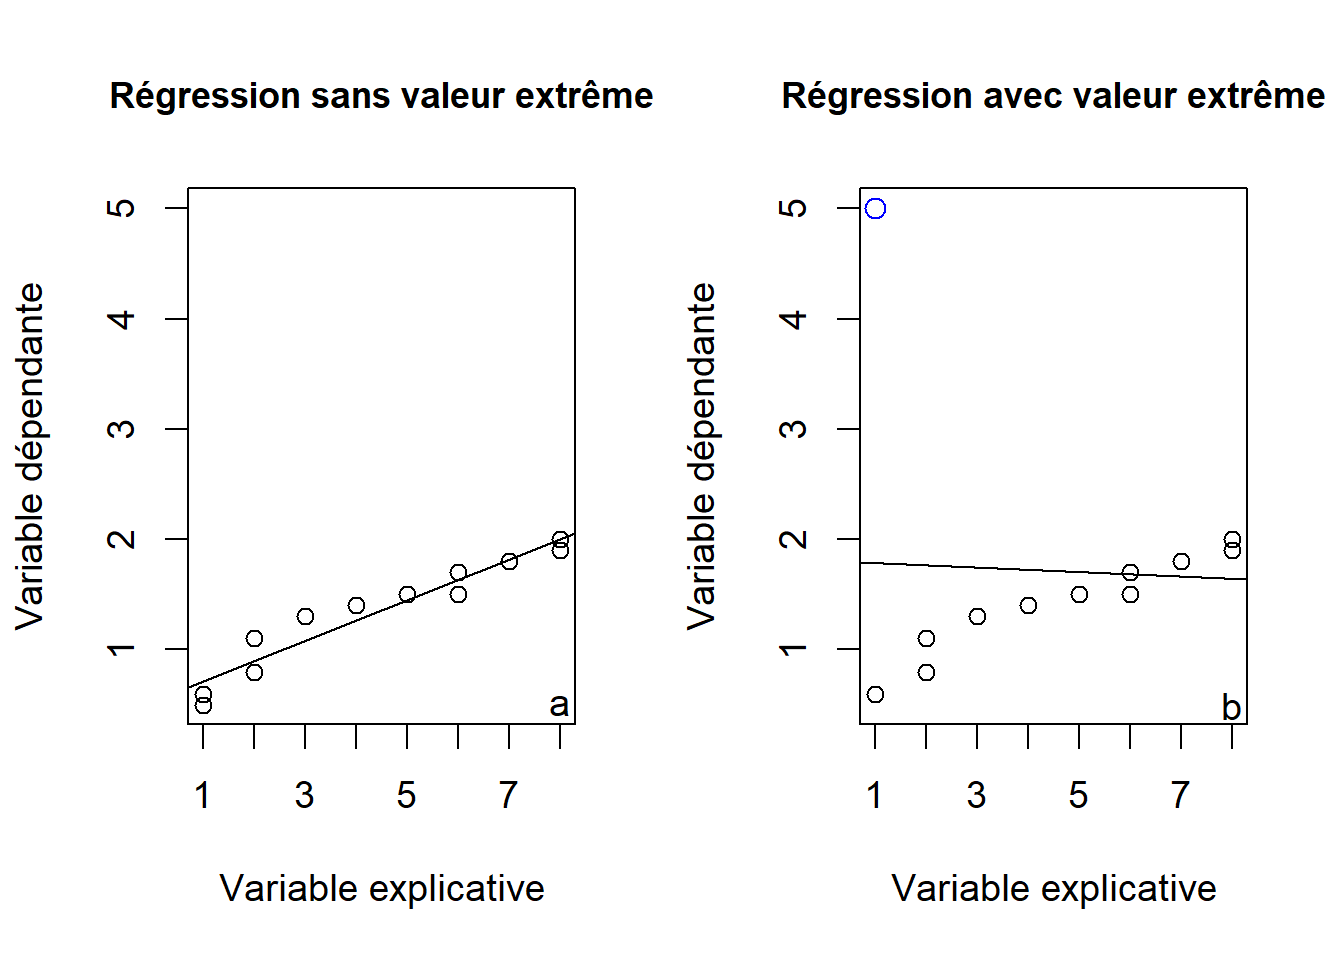 Régression sans valeur extrême
5
4
3
2
1
Variable dépendante
a
1 3 5 7
Variable explicative
Régression avec valeur extrême
5
4
3
2
1
Variable dépendante
b
1 3 5 7
Variable explicative